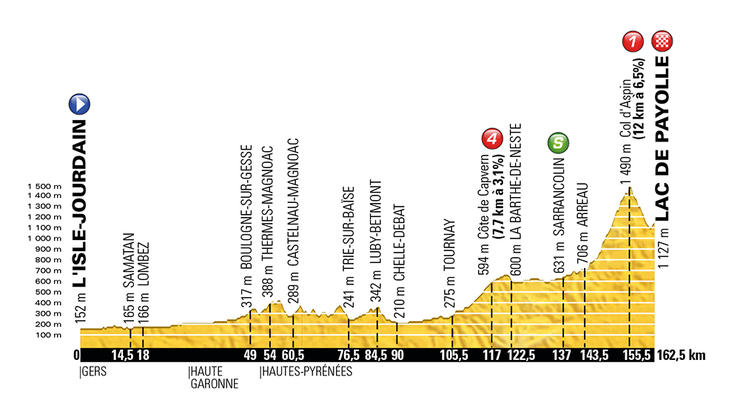 152 m L'ISLE-JOURDAIN
165 m SAMATAN
166 m LOMBEZ
317 m BOULOGNE-SUR-GESSE
388 m THERMES-MAGNOAC
289 m CASTELNAU-MAGNOAC
241 m TRIE-SUR-BAÏSE
342 m LUBY-BETMONT
210 m CHELLE-DEBAT
275 m TOURNAY
4
594 m Côte de Capvern
(7,7 km à 3,1%)
600 m LA BARTHE-DE-NESTE
S
631 m SARRANCOLIN
706 m ARREAU
1
1 490 m Col d'Aspin
(12 km à 6,5%)
1 127 m LAC DE PAYOLLE
1 500 m
1 400 m
1 300 m
1 200 m
1 100 m
1 000 m
900 m
800 m
700 m
600 m
500 m
400 m
300 m
200 m
100 m
0 14,5 18 49 54 60,5 76,5 84,5 90 105,5 117 122,5 137 143,5 155,5 162,5 km
|GERS |HAUTE |HAUTES-PYRÉNÉES
GARONNE